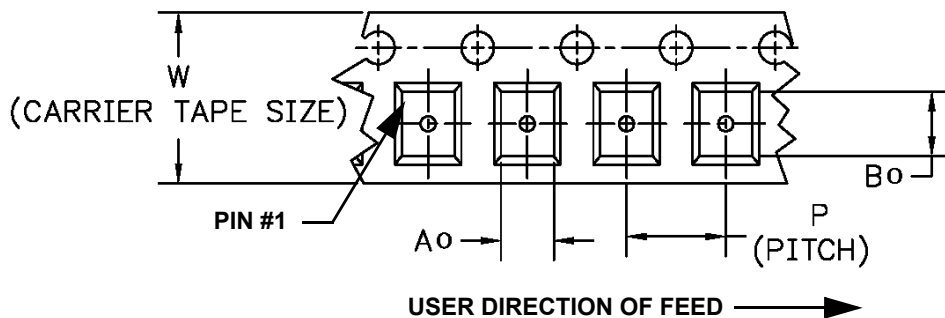 W
(CARRIER TAPE SIZE)
Bo
PIN #1
Ao
P
(PITCH)
USER DIRECTION OF FEED